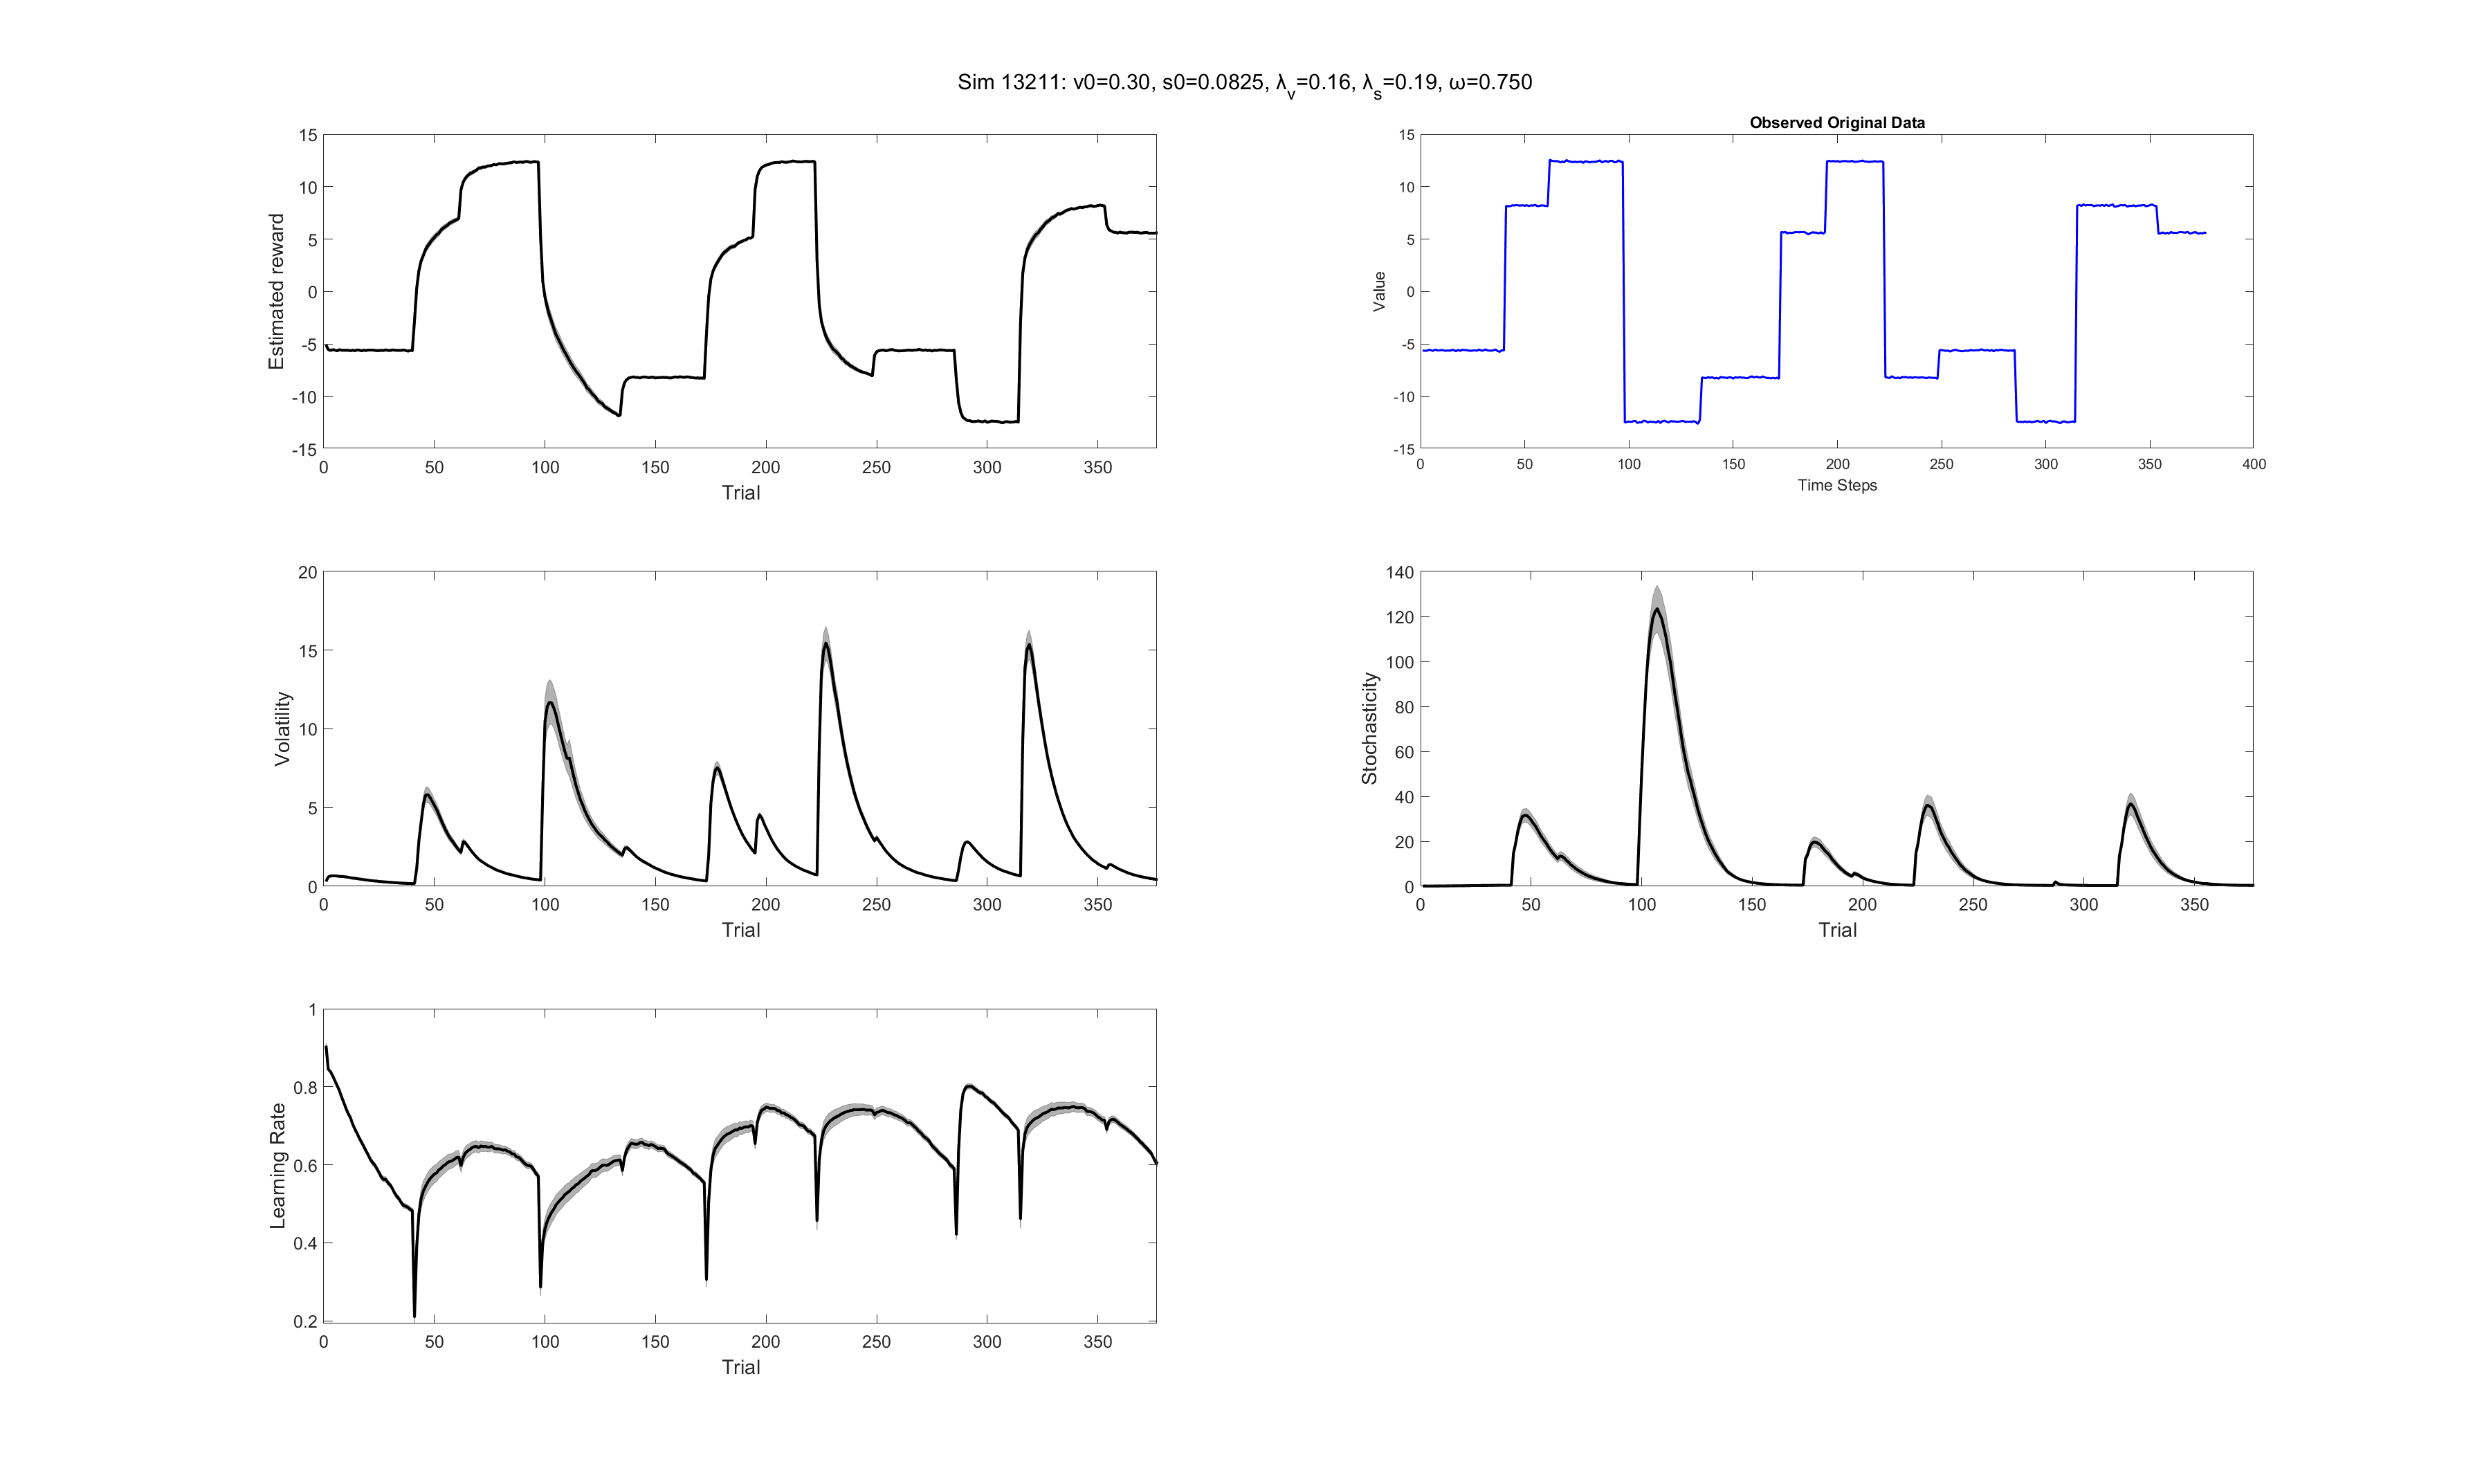 Sim 13211: v0=0.30, s0=0.0825, λv=0.16, λs=0.19, ω=0.750
15
10
5
0
-5
-10
-15
Estimated reward
0 50 100 150 200 250 300 350
Trial
Observed Original Data
15
10
5
0
-5
-10
-15
Value
0 50 100 150 200 250 300 350 400
Time Steps
20
15
10
5
0
Volatility
0 50 100 150 200 250 300 350
Trial
140
120
100
80
60
40
20
0
Stochasticity
0 50 100 150 200 250 300 350
Trial
1
0.8
0.6
0.4
0.2
Learning Rate
0 50 100 150 200 250 300 350
Trial